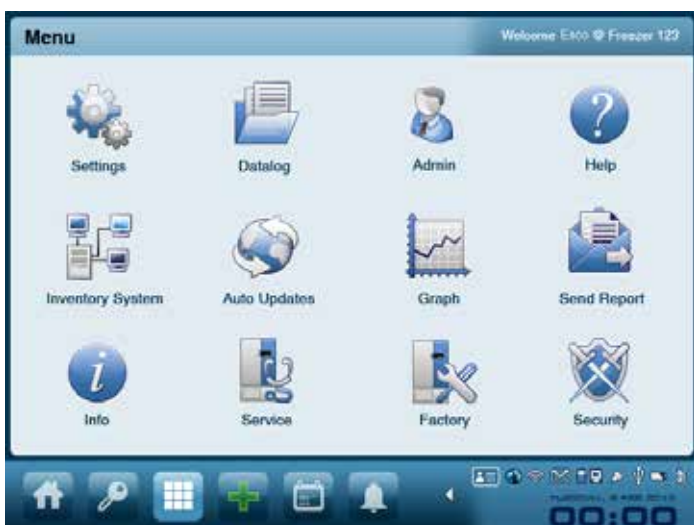 Menu
Welcome Esco @ Freezer 123
Settings
Datalog
Admin
Help
Inventory System
Auto Updates
Graph
Send Report
Info
Service
Factory
Security
00:00